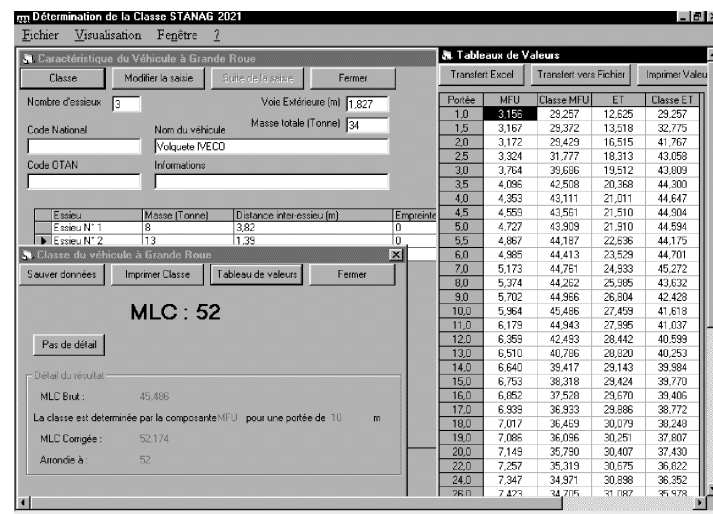 Détermination de la Classe STANAG 2021
Fichier Visualisation Fenêtre ?
Caractéristique du Véhicule à Grande Roue
Classe Modifier la saisie Suite de la saisie Fermer
Nombre d'essieux 3 Voie Extérieure (m) 1,827
Masse totale (Tonne) 34
Code National Nom du véhicule
Volquete IVECO
Code OTAN Informations
Essieu Masse (Tonne) Distance inter-essieu (m) Empreinte
Essieu N° 1 8 3,82 0
Essieu N° 2 13 1,39 0
Classe du véhicule à Grande Roue
Sauver données Imprimer Classe Tableau de valeurs Fermer
MLC : 52
Pas de détail
Détail du résultat
MLC Brut : 45,486
La classe est determinée par la composante MFU pour une portée de 10 m
MLC Corrigée : 52,174
Arrondie à : 52
Tableaux de Valeurs
Transfert Excel Transfert vers Fichier Imprimer Valeu
Portée MFU Classe MFU ET Classe ET
1,0 3,156 29,257 12,625 29,257
1,5 3,167 29,372 13,518 32,775
2,0 3,172 29,429 16,515 41,767
2,5 3,324 31,777 18,313 43,058
3,0 3,764 39,686 19,512 43,809
3,5 4,096 42,508 20,368 44,300
4,0 4,353 43,111 21,011 44,647
4,5 4,559 43,561 21,510 44,904
5,0 4,727 43,909 21,910 44,594
5,5 4,867 44,187 22,636 44,175
6,0 4,985 44,413 23,529 44,701
7,0 5,173 44,761 24,933 45,272
8,0 5,374 44,262 25,985 43,632
9,0 5,702 44,966 26,804 42,428
10,0 5,964 45,486 27,459 41,618
11,0 6,179 44,943 27,995 41,037
12,0 6,359 42,493 28,442 40,599
13,0 6,510 40,786 28,820 40,253
14,0 6,640 39,417 29,143 39,984
15,0 6,753 38,318 29,424 39,770
16,0 6,852 37,528 29,670 39,406
17,0 6,939 36,933 29,886 38,772
18,0 7,017 36,469 30,079 38,248
19,0 7,086 36,096 30,251 37,807
20,0 7,149 35,790 30,407 37,430
22,0 7,257 35,319 30,675 36,822
24,0 7,347 34,971 30,898 36,352
26,0 7,423 34,705 31,087 35,978